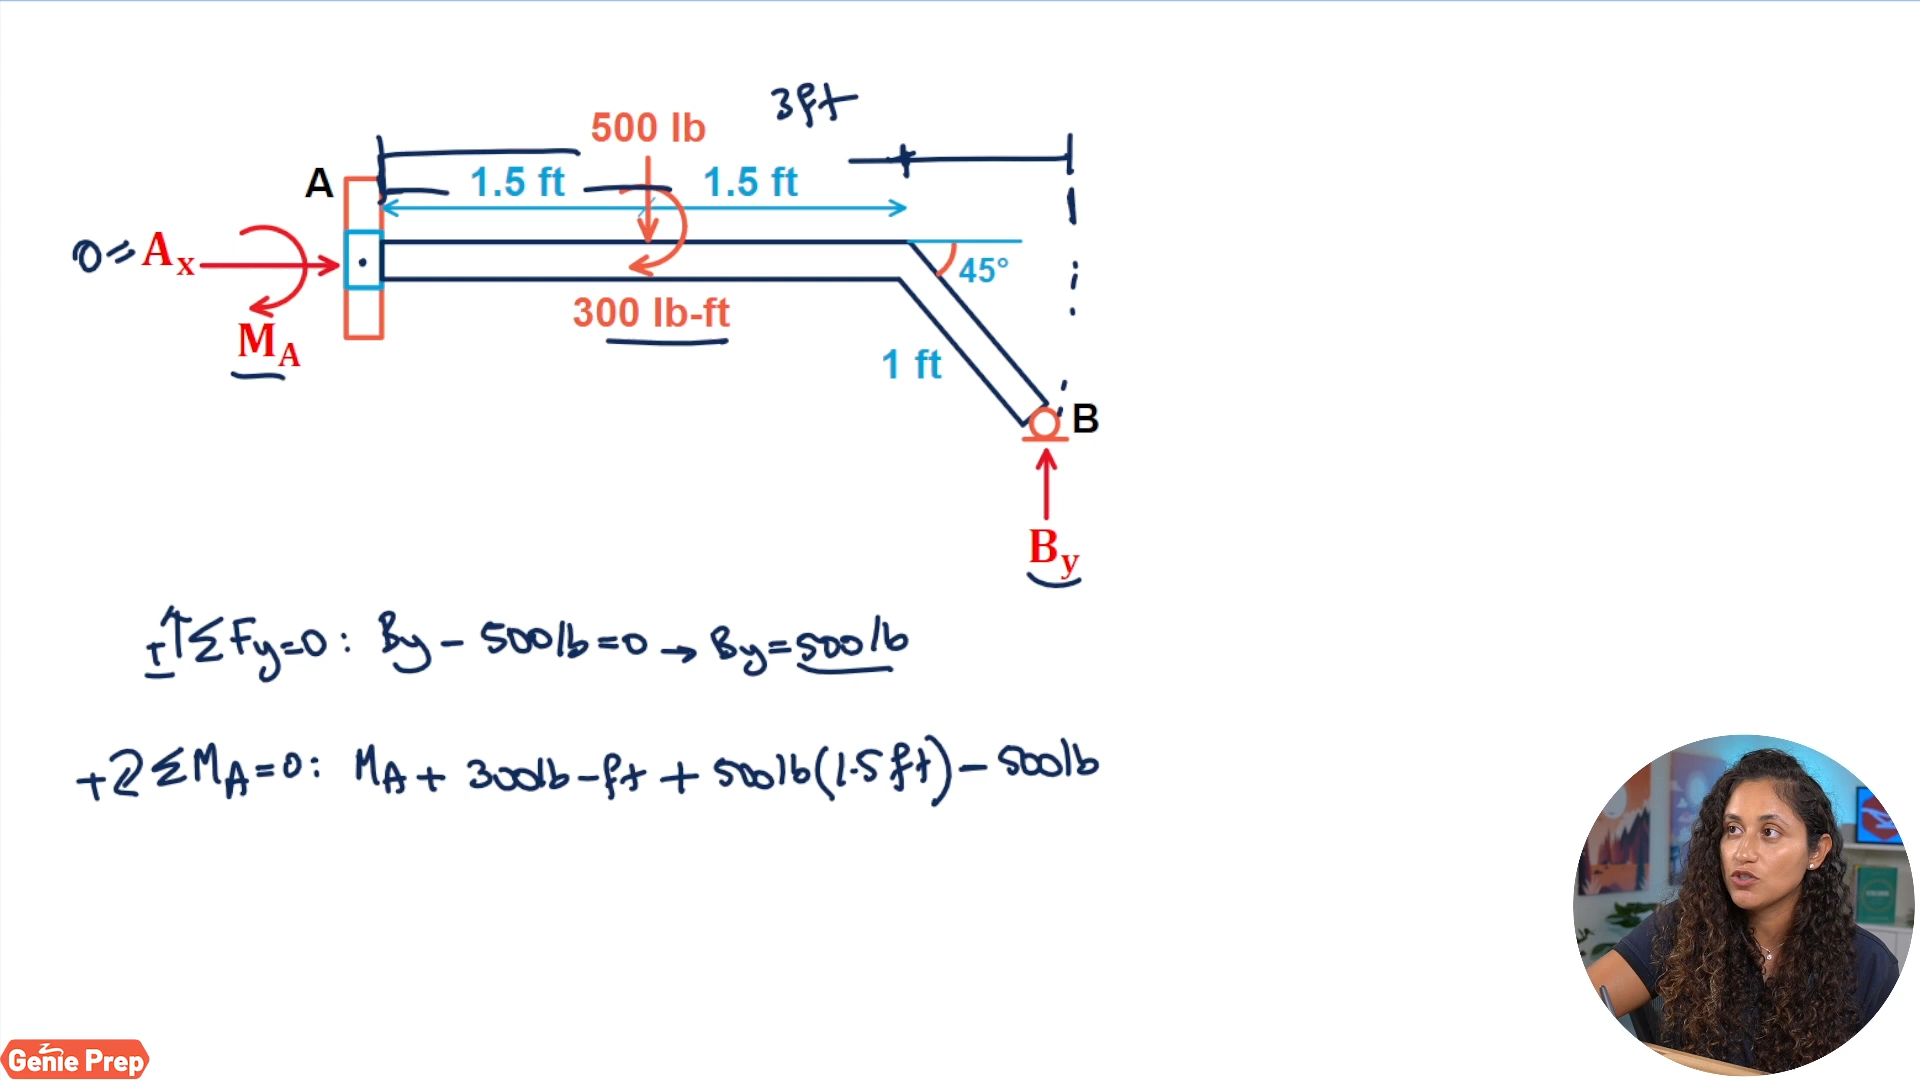 3ft
500 lb
A
1.5 ft
1.5 ft
0 = Ax
45°
300 lb-ft
MA
1 ft
B
By
+↑ΣFy=0: By - 500lb=0 → By=500lb
+↻ΣMA=0: MA + 300lb-ft + 500lb(1.5ft) - 500lb
Genie Prep